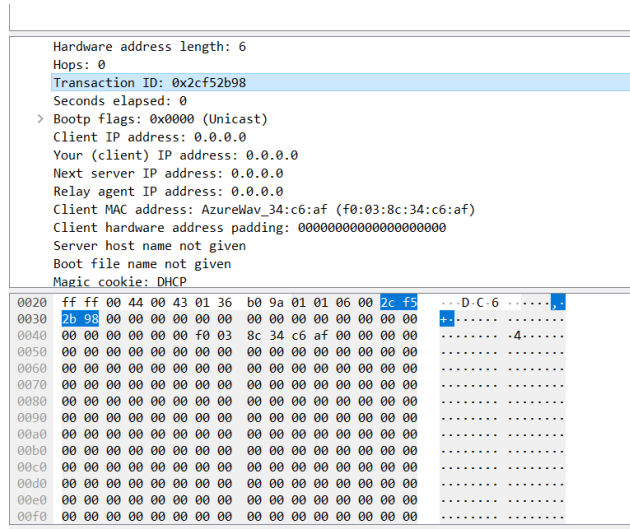 Hardware address length: 6
Hops: 0
Transaction ID: 0x2cf52b98
Seconds elapsed: 0
> Bootp flags: 0x0000 (Unicast)
Client IP address: 0.0.0.0
Your (client) IP address: 0.0.0.0
Next server IP address: 0.0.0.0
Relay agent IP address: 0.0.0.0
Client MAC address: AzureWav_34:c6:af (f0:03:8c:34:c6:af)
Client hardware address padding: 00000000000000000000
Server host name not given
Boot file name not given
Magic cookie: DHCP
0020 ff ff 00 44 00 43 01 36 b0 9a 01 01 06 00 2c f5 ···D·C·6 ······,·
0030 2b 98 00 00 00 00 00 00 00 00 00 00 00 00 00 00 +······· ········
0040 00 00 00 00 00 00 f0 03 8c 34 c6 af 00 00 00 00 ········ ·4······
0050 00 00 00 00 00 00 00 00 00 00 00 00 00 00 00 00 ········ ········
0060 00 00 00 00 00 00 00 00 00 00 00 00 00 00 00 00 ········ ········
0070 00 00 00 00 00 00 00 00 00 00 00 00 00 00 00 00 ········ ········
0080 00 00 00 00 00 00 00 00 00 00 00 00 00 00 00 00 ········ ········
0090 00 00 00 00 00 00 00 00 00 00 00 00 00 00 00 00 ········ ········
00a0 00 00 00 00 00 00 00 00 00 00 00 00 00 00 00 00 ········ ········
00b0 00 00 00 00 00 00 00 00 00 00 00 00 00 00 00 00 ········ ········
00c0 00 00 00 00 00 00 00 00 00 00 00 00 00 00 00 00 ········ ········
00d0 00 00 00 00 00 00 00 00 00 00 00 00 00 00 00 00 ········ ········
00e0 00 00 00 00 00 00 00 00 00 00 00 00 00 00 00 00 ········ ········
00f0 00 00 00 00 00 00 00 00 00 00 00 00 00 00 00 00 ········ ········